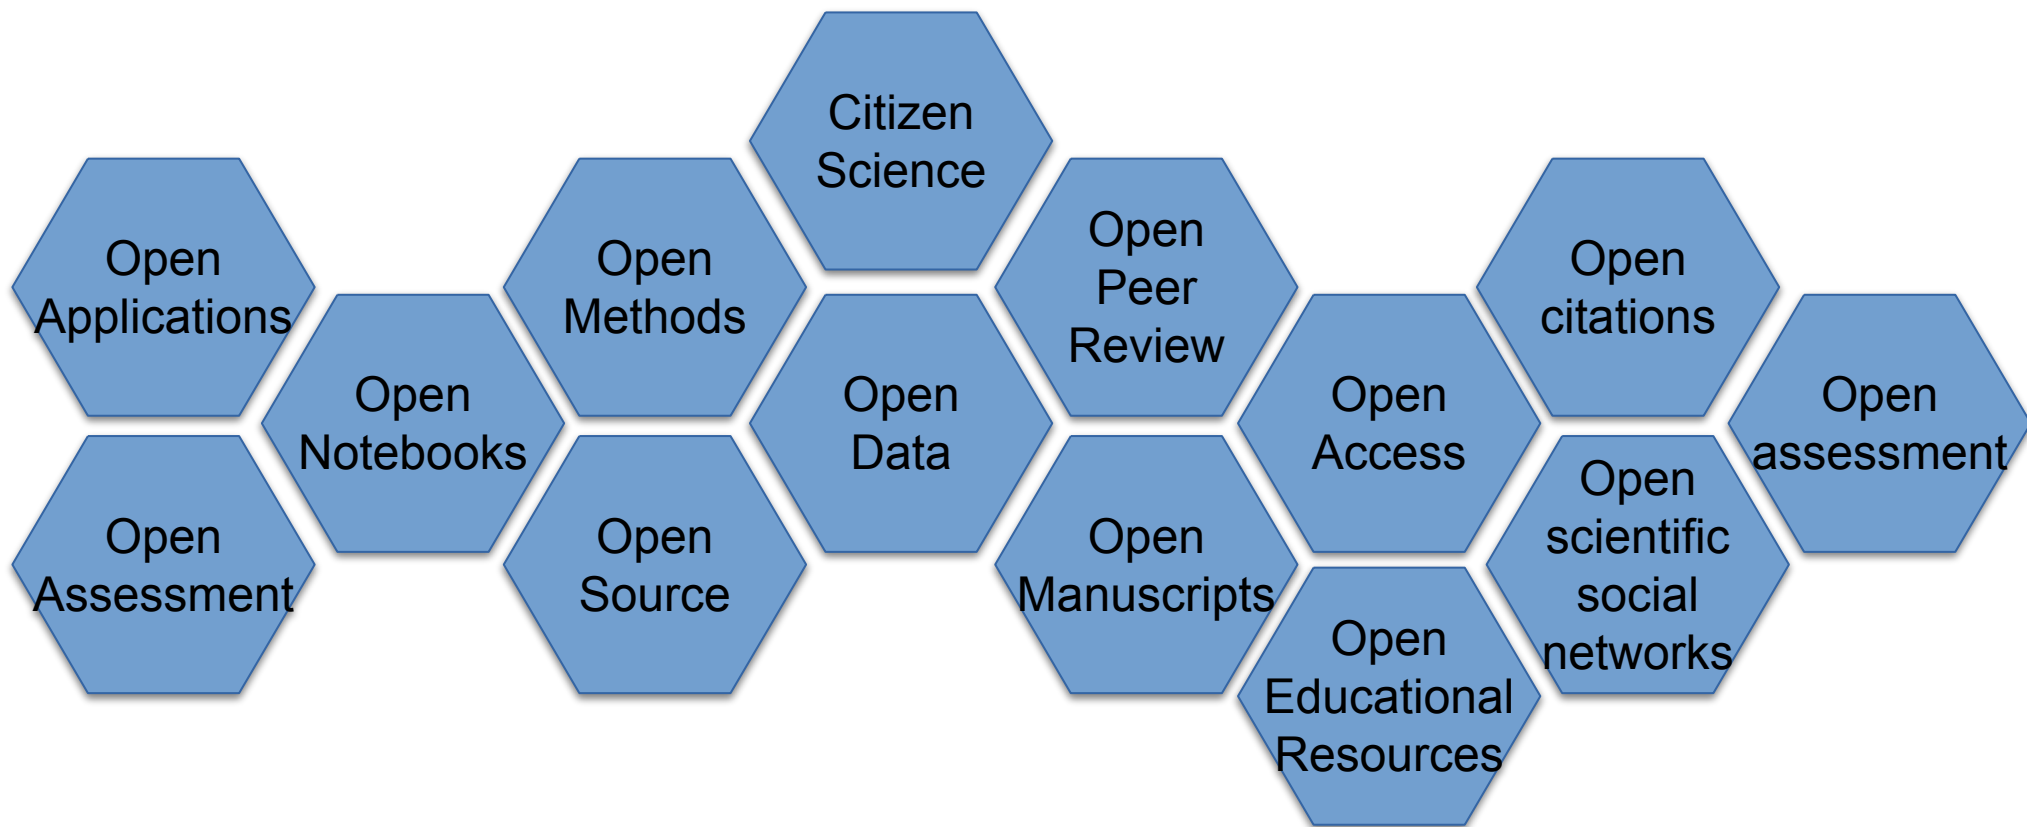 Citizen
Science
Open
Applications
Open
Methods
Open
Peer
Review
Open
citations
Open
Notebooks
Open
Data
Open
Access
Open
assessment
Open
Assessment
Open
Source
Open
Manuscripts
Open
scientific
social
networks
Open
Educational
Resources